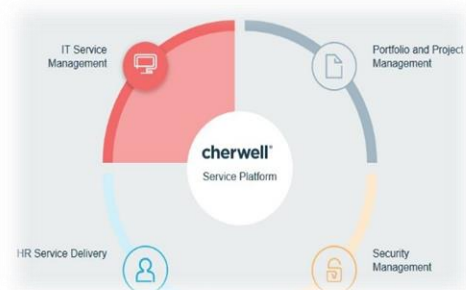 IT Service
Management
Portfolio and Project
Management
cherwell
Service Platform
HR Service Delivery
Security
Management